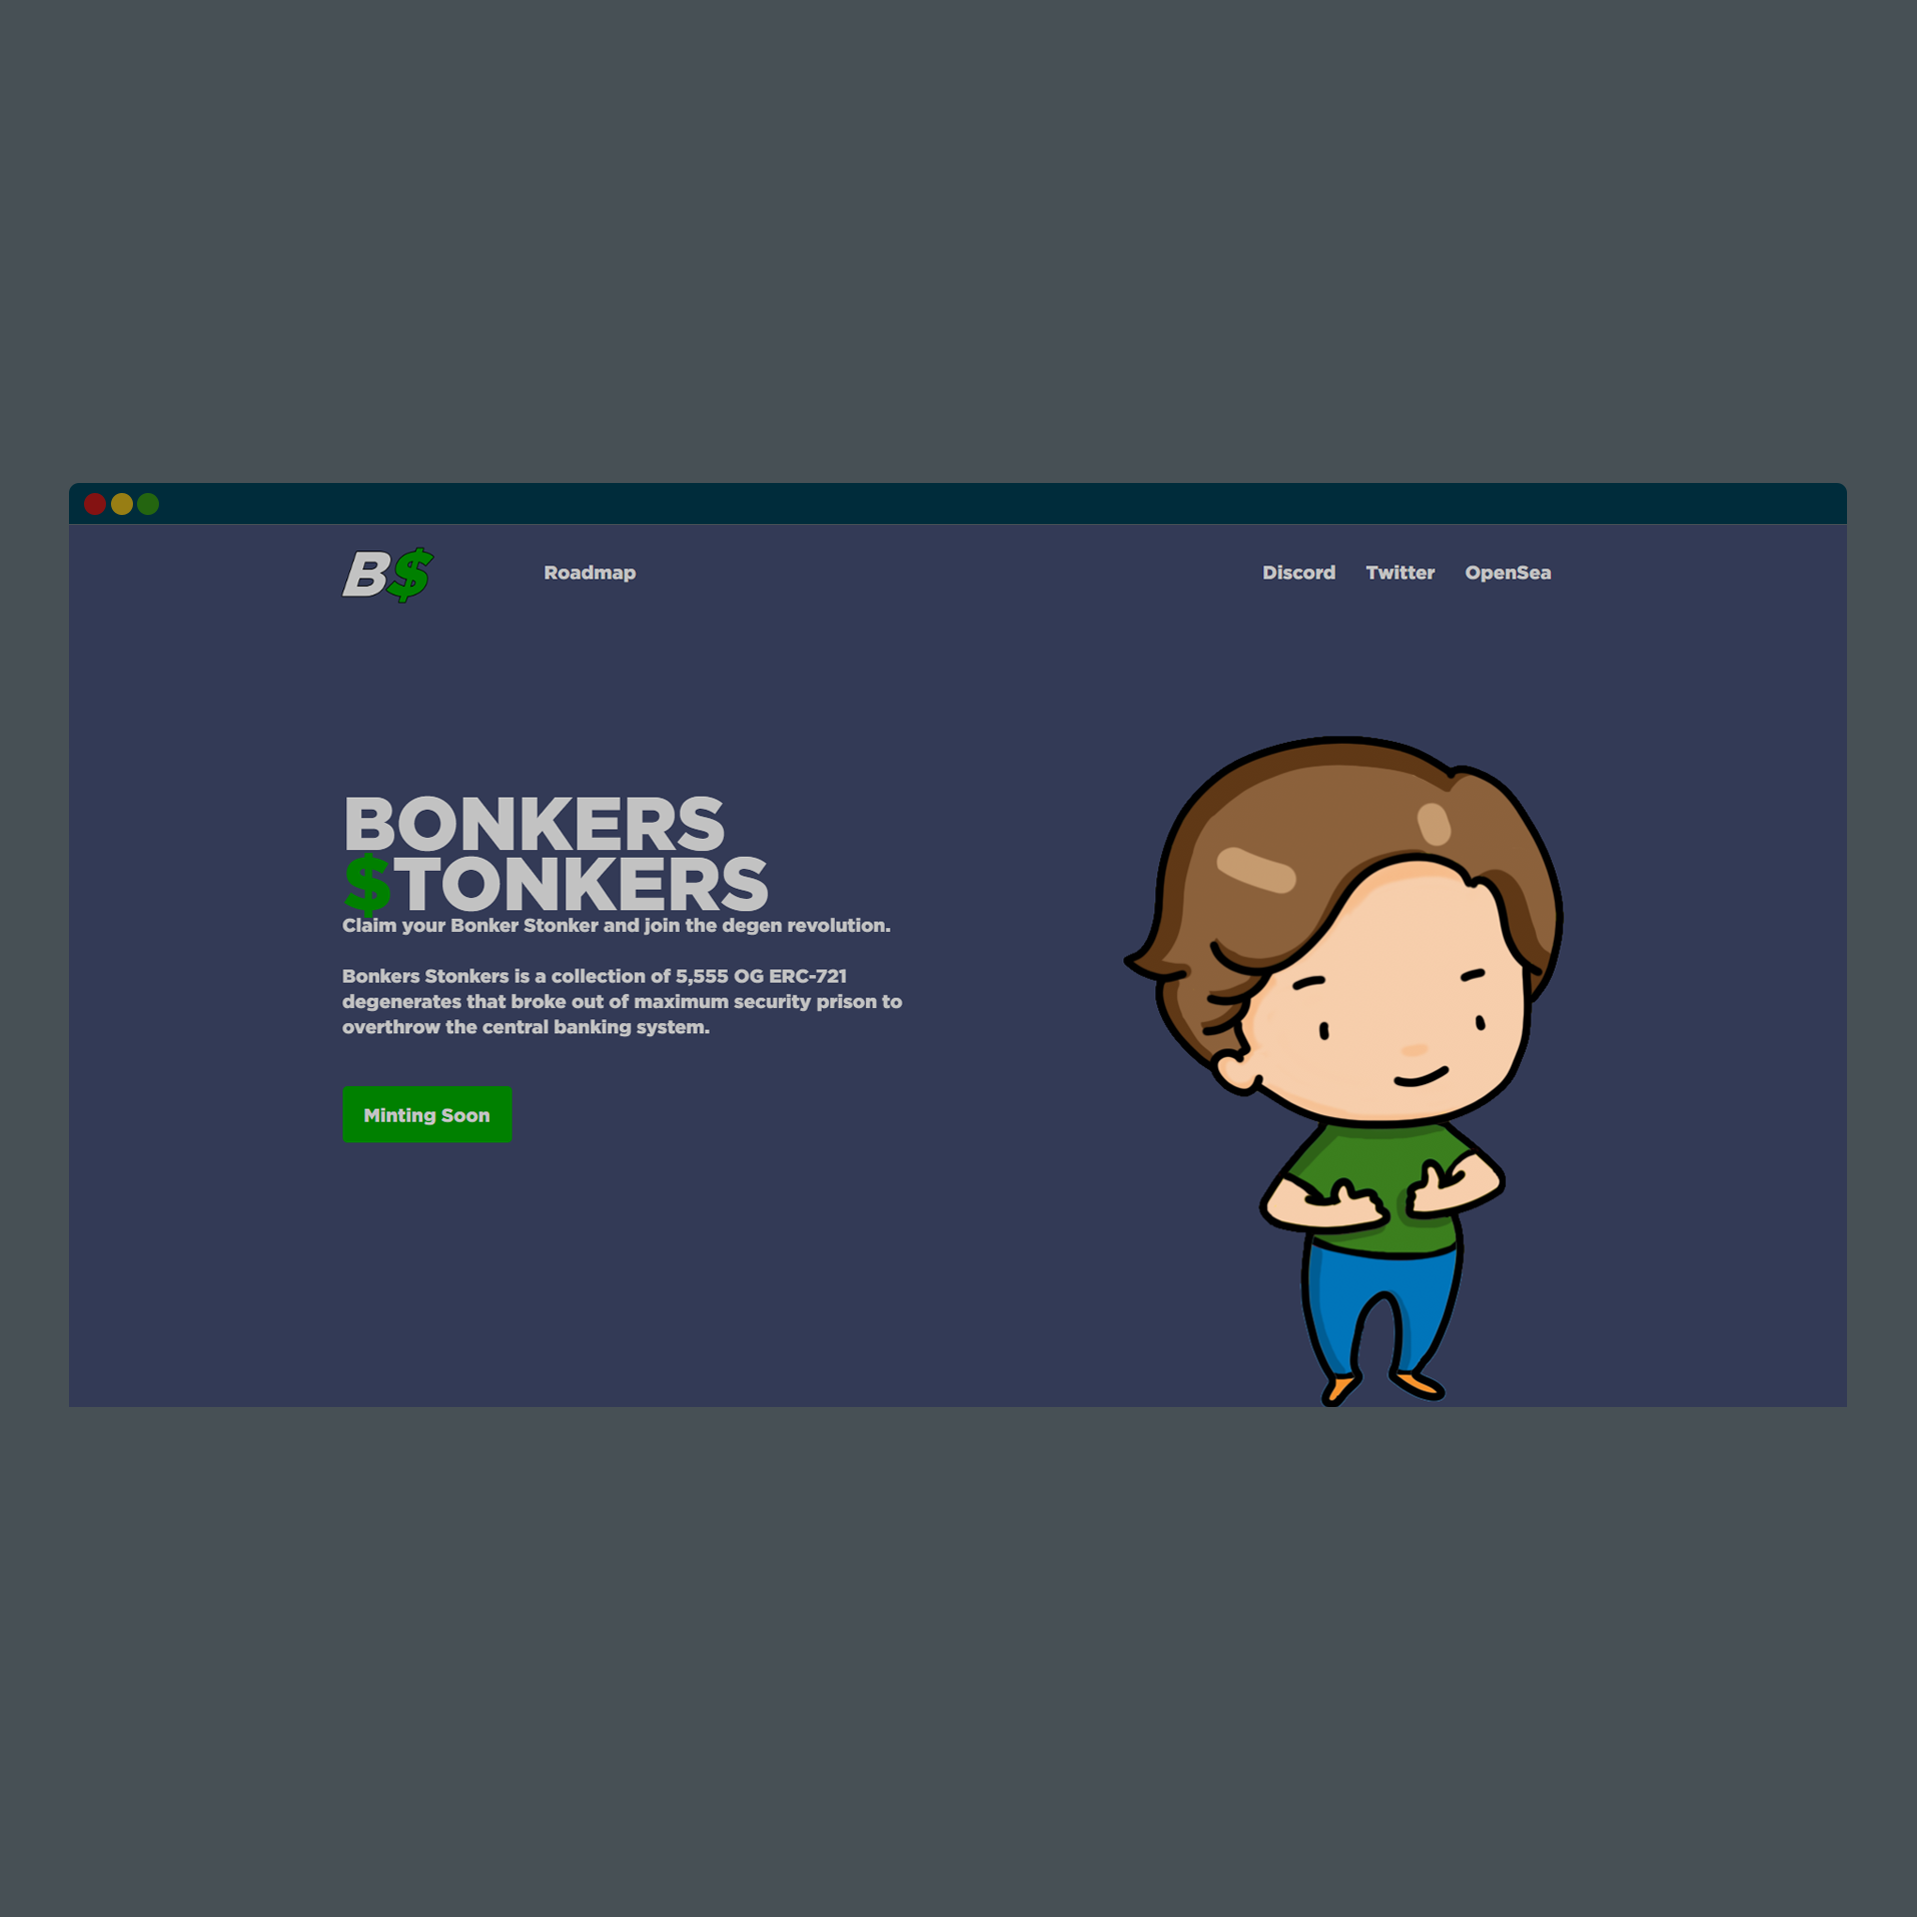 B$
Roadmap
Discord Twitter OpenSea
BONKERS
$TONKERS
Claim your Bonker Stonker and join the degen revolution.
Bonkers Stonkers is a collection of 5,555 OG ERC-721
degenerates that broke out of maximum security prison to
overthrow the central banking system.
Minting Soon